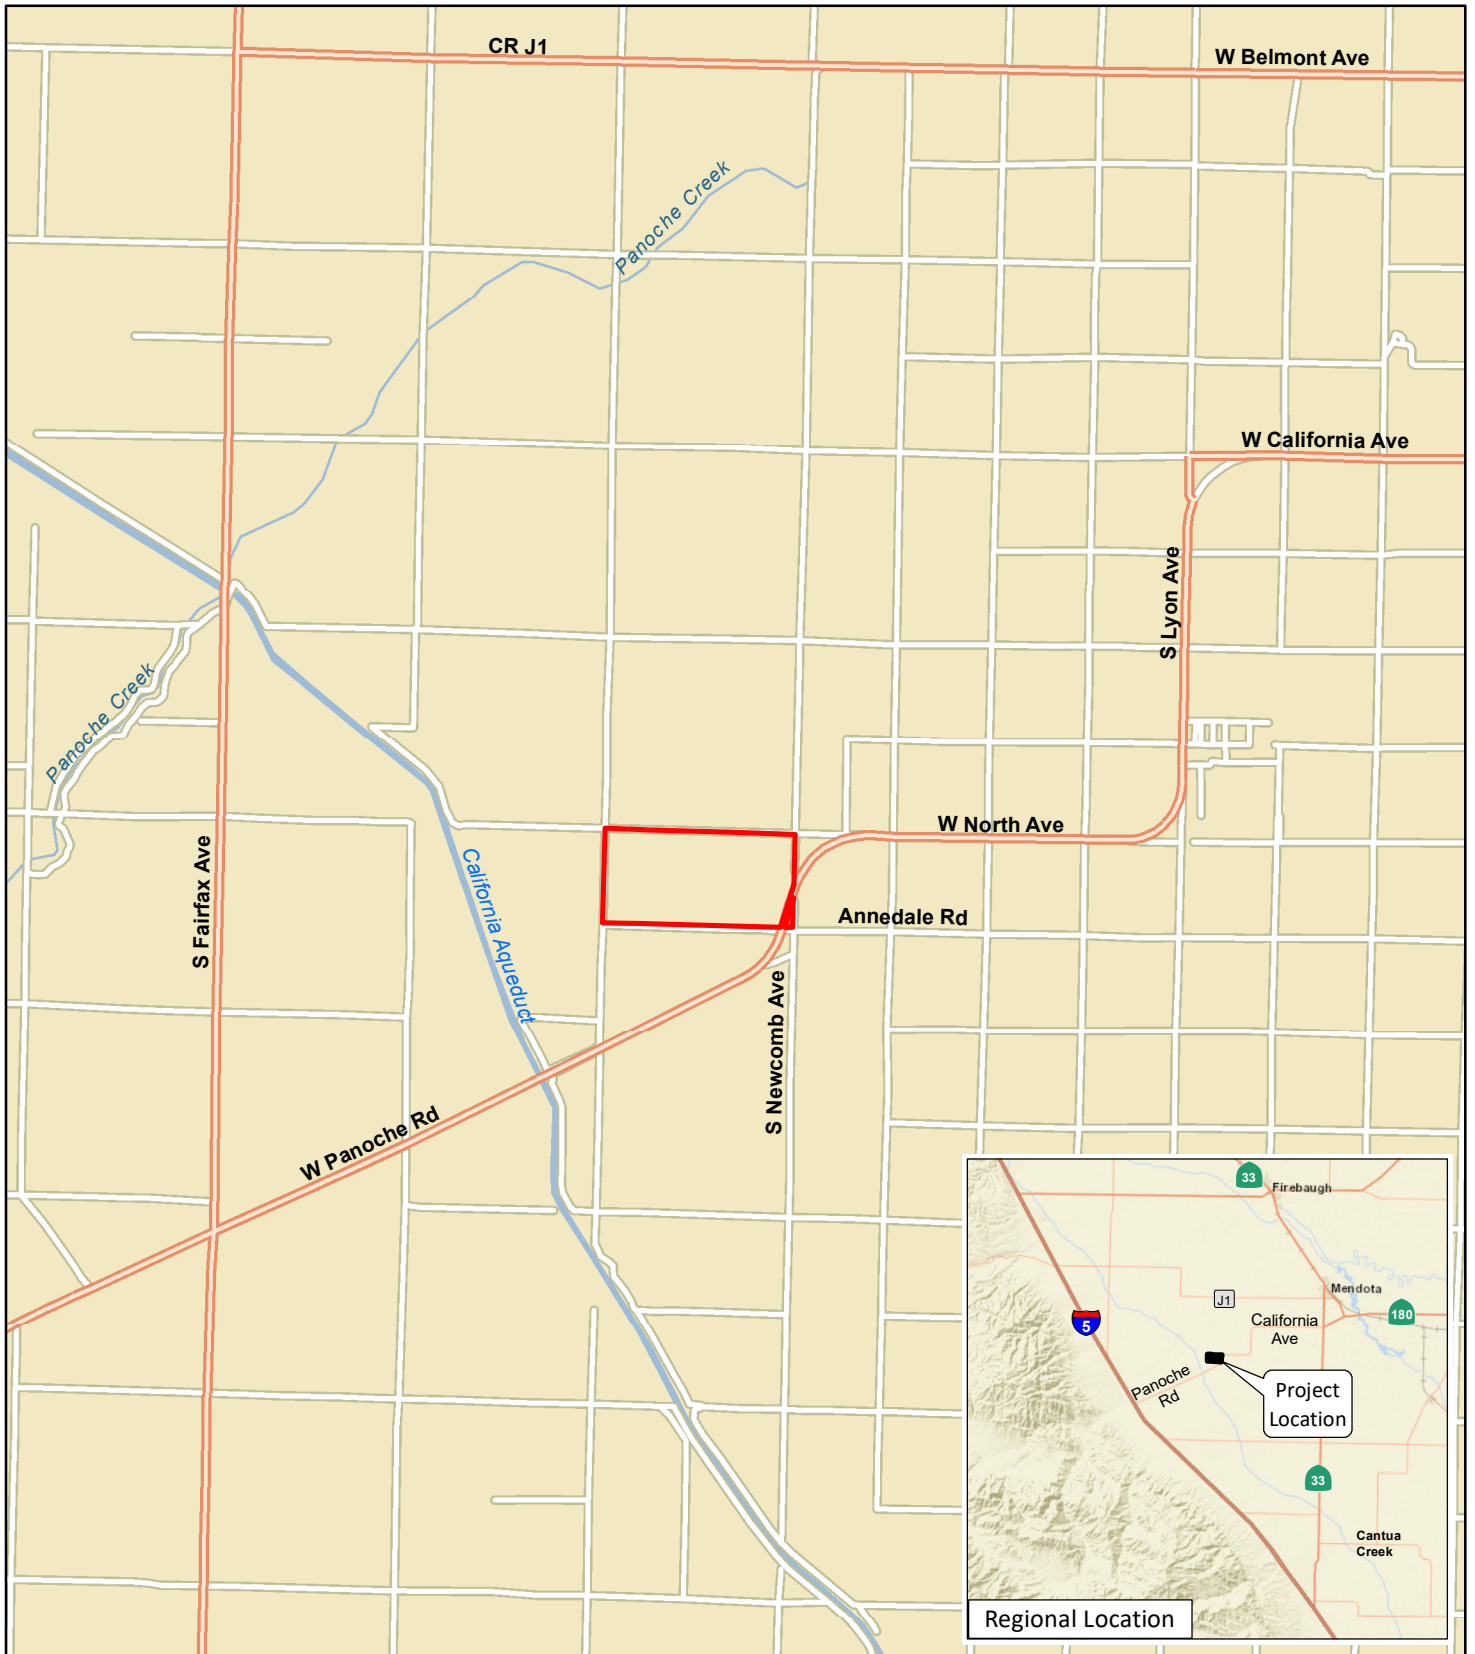 CR J1
W Belmont Ave
Panoche Creek
W California Ave
S Lyon Ave
Panoche Creek
W North Ave
S Fairfax Ave
California Aqueduct
Annedale Rd
S Newcomb Ave
W Panoche Rd
33
Firebaugh
Mendota
J1
180
5
California
Ave
Panoche
Rd
Project
Location
33
Cantua
Creek
Regional Location